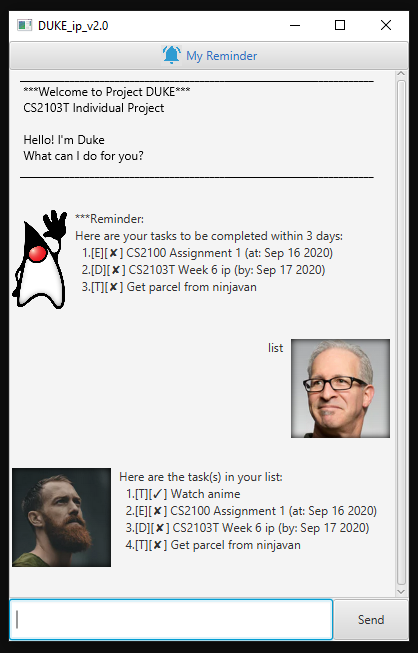 DUKE_ip_v2.0
My Reminder
***Welcome to Project DUKE***
CS2103T Individual Project
Hello! I'm Duke
What can I do for you?
***Reminder:
Here are your tasks to be completed within 3 days:
1.[E][✘] CS2100 Assignment 1 (at: Sep 16 2020)
2.[D][✘] CS2103T Week 6 ip (by: Sep 17 2020)
3.[T][✘] Get parcel from ninjavan
list
Here are the task(s) in your list:
1.[T][✓] Watch anime
2.[E][✘] CS2100 Assignment 1 (at: Sep 16 2020)
3.[D][✘] CS2103T Week 6 ip (by: Sep 17 2020)
4.[T][✘] Get parcel from ninjavan
Send